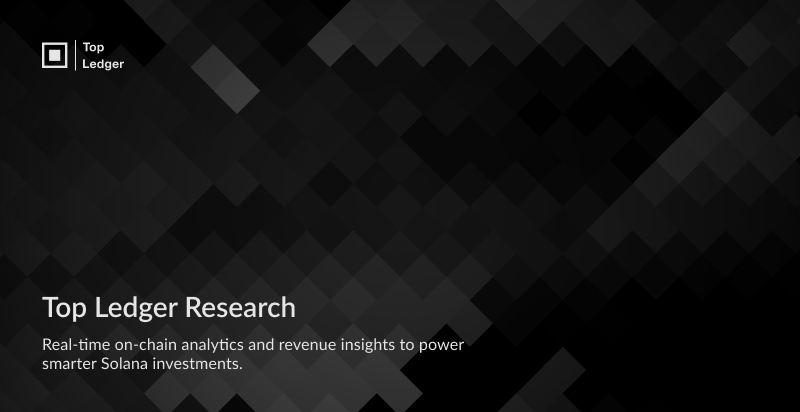 Top
Ledger
Top Ledger Research
Real-time on-chain analytics and revenue insights to power
smarter Solana investments.